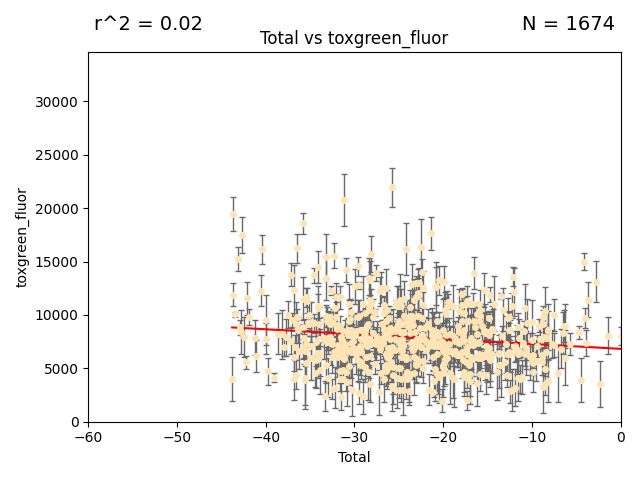 r^2 = 0.02
N = 1674
Total vs toxgreen_fluor
30000
25000
20000
15000
10000
5000
0
toxgreen_fluor
−60
−50
−40
−30
−20
−10
0
Total